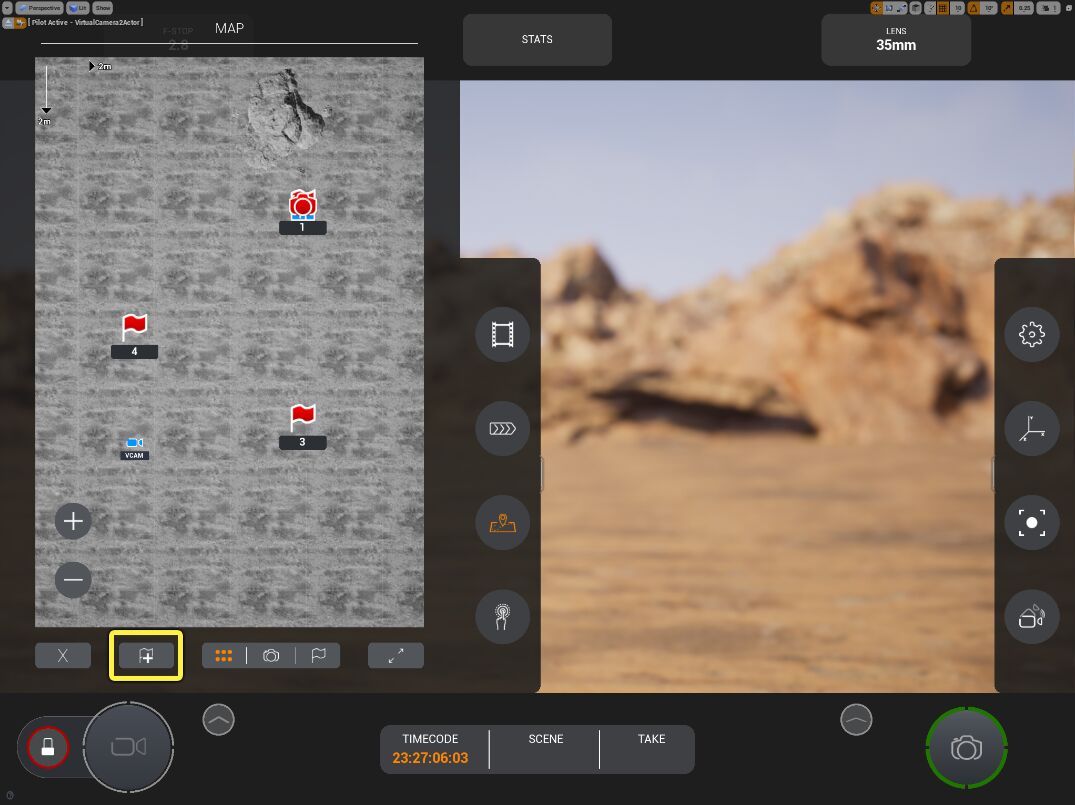 Perspective
Lit
Show
10
10°
0.25
1
[ Pilot Active - VirtualCamera2Actor ]
F-STOP
2.8
MAP
STATS
LENS
35mm
2m
2m
1
4
3
VCAM
X
TIMECODE
23:27:06:03
SCENE
TAKE